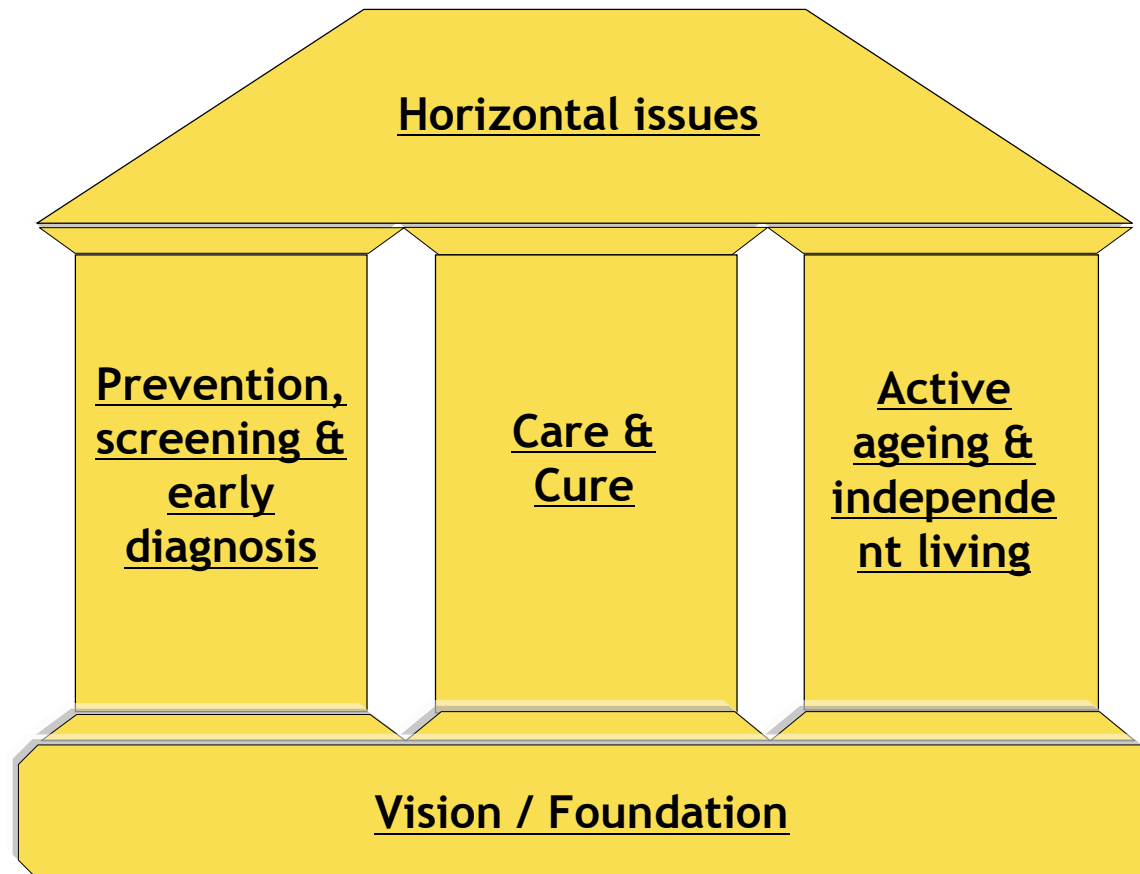 Horizontal issues
Prevention,
screening &
early
diagnosis
Care &
Cure
Active
ageing &
independe
nt living
Vision / Foundation